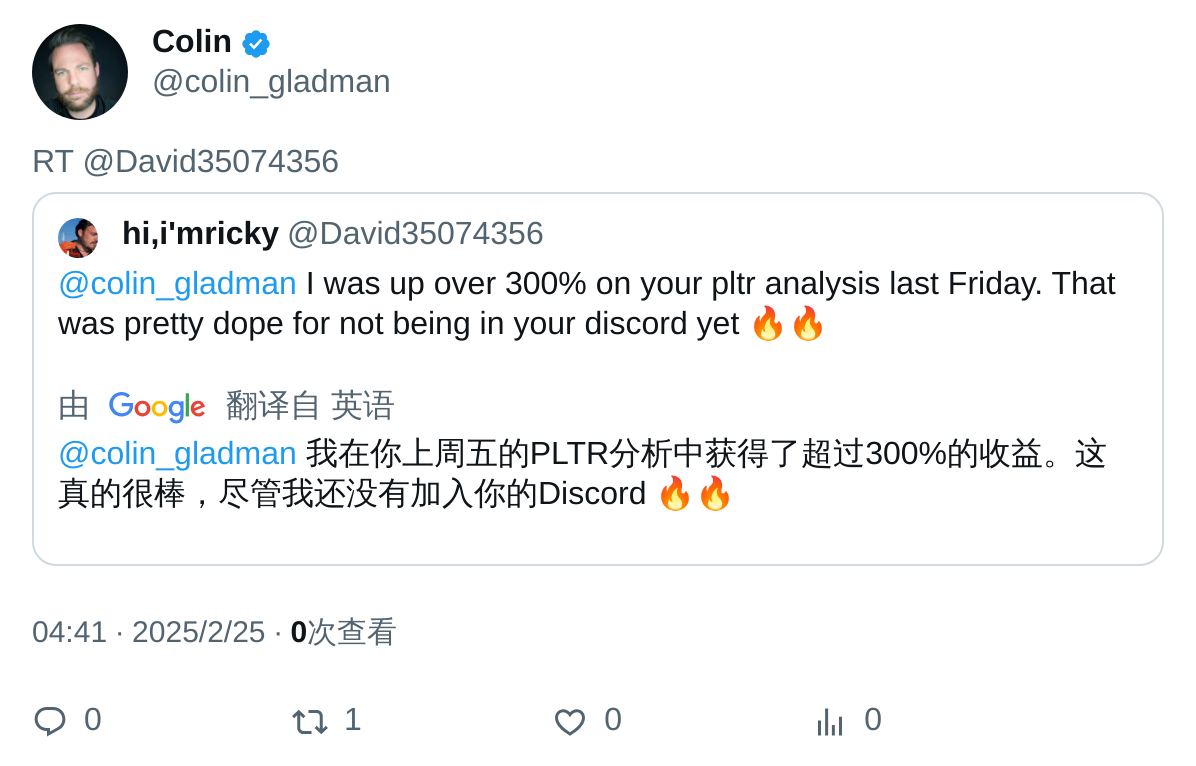 Colin
@colin_gladman
RT @David35074356
hi,i'mricky @David35074356
@colin_gladman I was up over 300% on your pltr analysis last Friday. That
was pretty dope for not being in your discord yet 🔥🔥
由 Google 翻译自 英语
@colin_gladman 我在你上周五的PLTR分析中获得了超过300%的收益。这
真的很棒，尽管我还没有加入你的Discord 🔥🔥
04:41 · 2025/2/25 · 0次查看
0 1 0 0